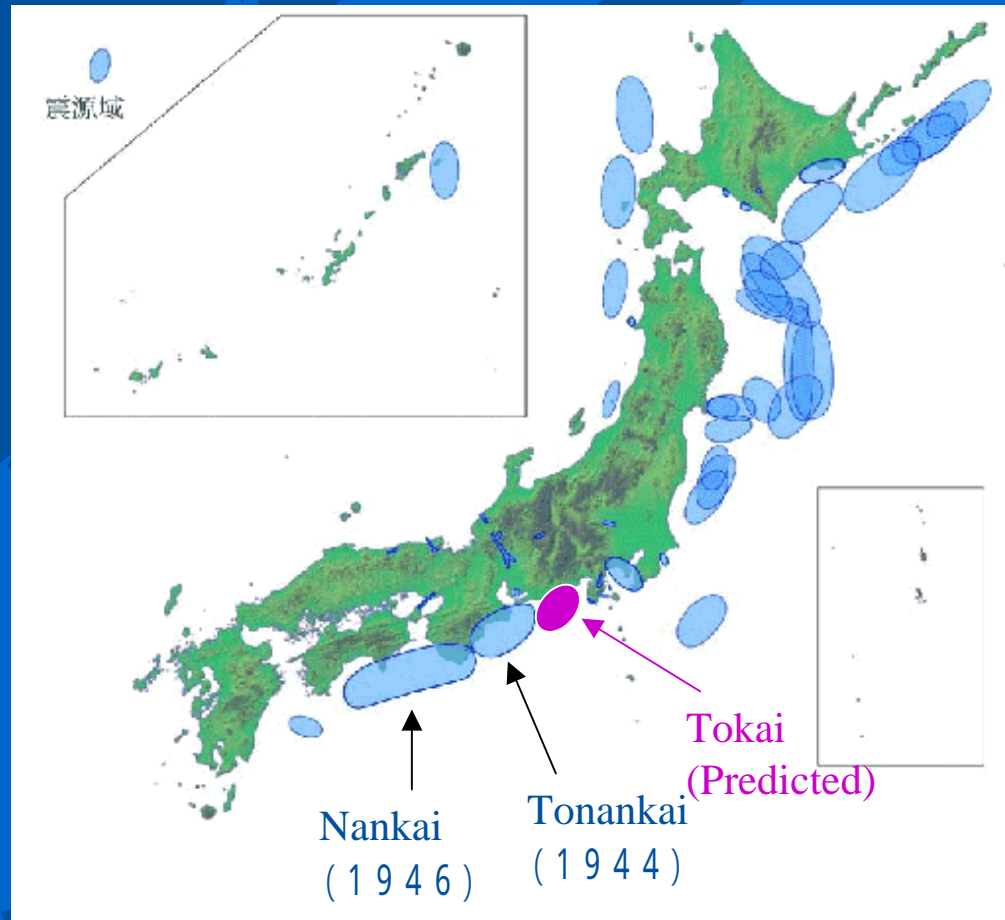 震源域
Tokai
(Predicted)
Nankai
(1946)
Tonankai
(1944)